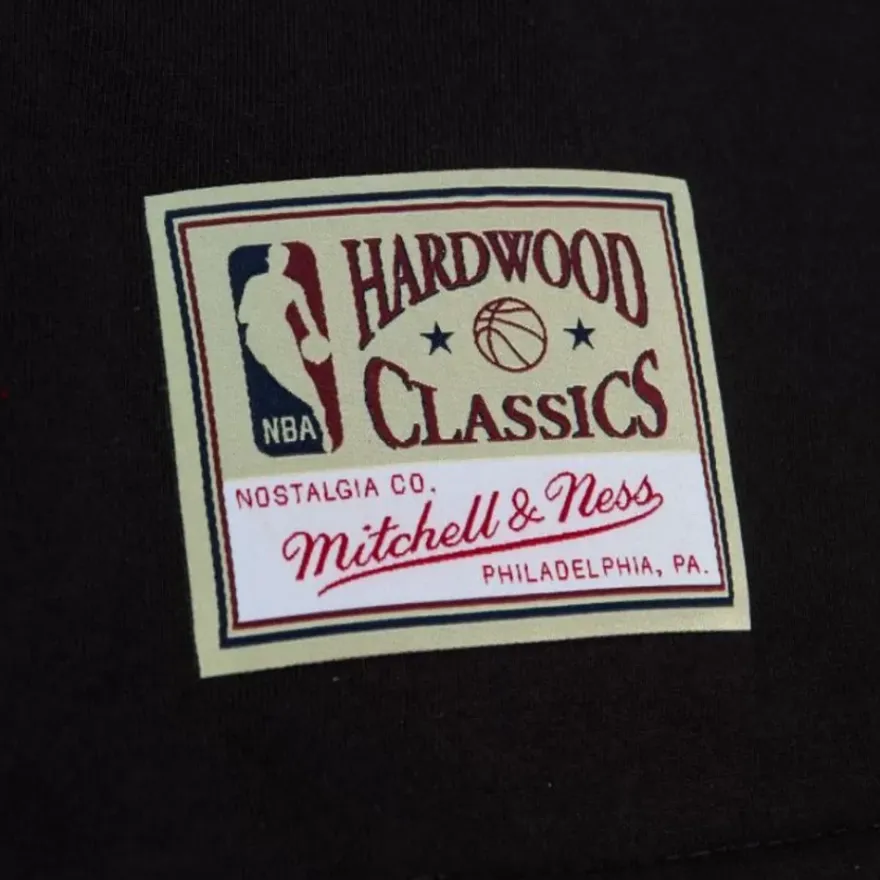 NBA
HARDWOOD
CLASSICS
NOSTALGIA CO.
Mitchell & Ness
PHILADELPHIA, PA.